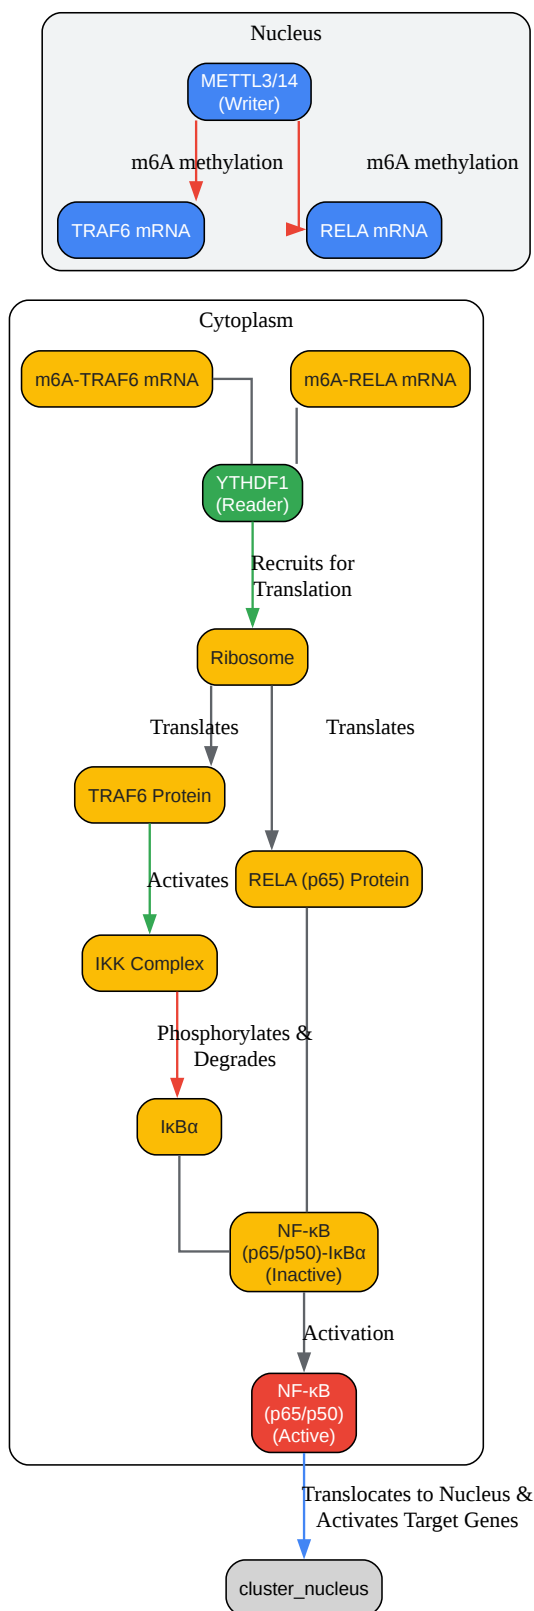 Nucleus
METTL3/14
(Writer)
m6A methylation
m6A methylation
TRAF6 mRNA
RELA mRNA
Cytoplasm
m6A-TRAF6 mRNA
m6A-RELA mRNA
YTHDF1
(Reader)
Recruits for
Translation
Ribosome
Translates
Translates
TRAF6 Protein
Activates
RELA (p65) Protein
IKK Complex
Phosphorylates &
Degrades
IκBα
NF-κB
(p65/p50)-IκBα
(Inactive)
Activation
NF-κB
(p65/p50)
(Active)
Translocates to Nucleus &
Activates Target Genes
cluster_nucleus